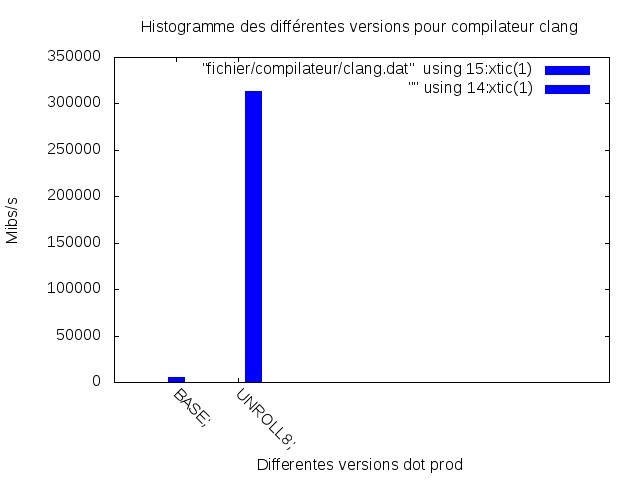 Histogramme des différentes versions pour compilateur clang
350000
300000
250000
200000
150000
100000
50000
0
Mibs/s
"fichier/compilateur/clang.dat" using 15:xtic(1)
"" using 14:xtic(1)
BASE;
UNROLL8;
Differentes versions dot prod